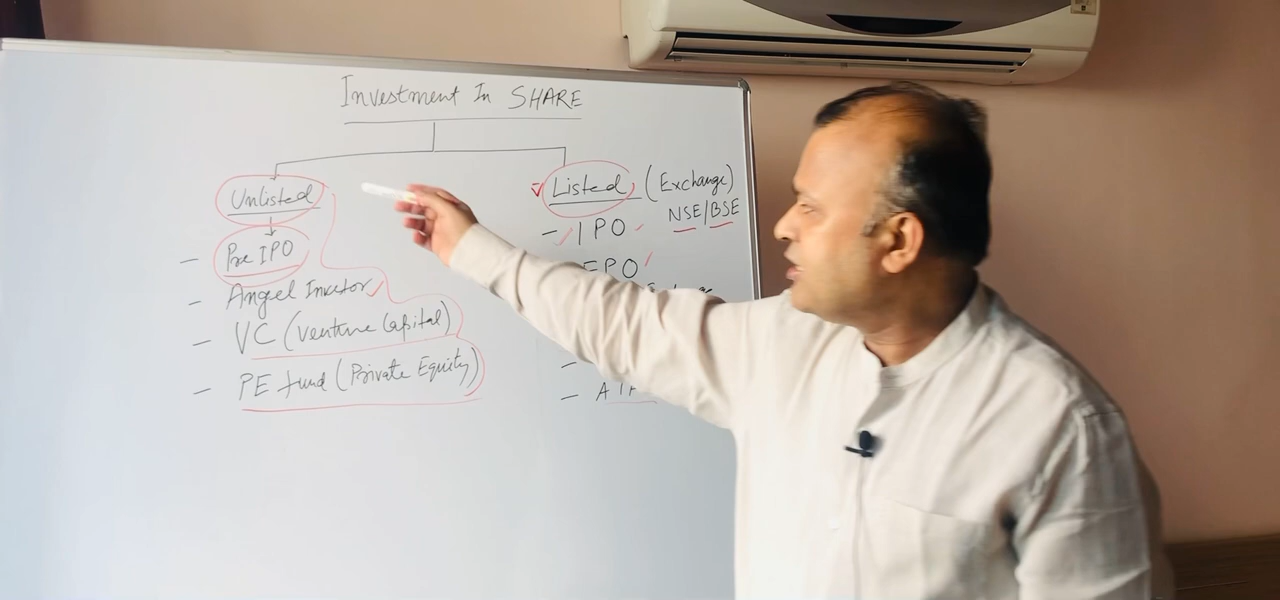 Investment In SHARE
Unlisted
Pre IPO
- Angel Investor
- VC (Venture Capital)
- PE fund (Private Equity)
Listed (Exchange)
NSE/BSE
- IPO
FPO